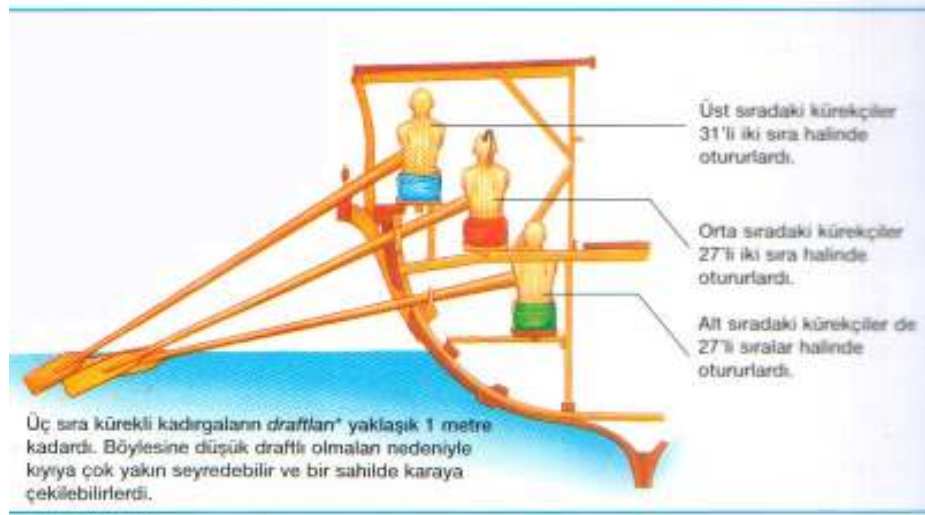 Üst sıradaki kürekçiler
31'li iki sıra halinde
otururlardı.
Orta sıradaki kürekçiler
27'li iki sıra halinde
otururlardı.
Alt sıradaki kürekçiler de
27'li sıralar halinde
otururlardı.
Üç sıra kürekli kadırgaların draftları* yaklaşık 1 metre
kadardı. Böylesine düşük draftlı olmaları nedeniyle
kıyıya çok yakın seyredebilir ve bir sahilde karaya
çekilebilirlerdi.